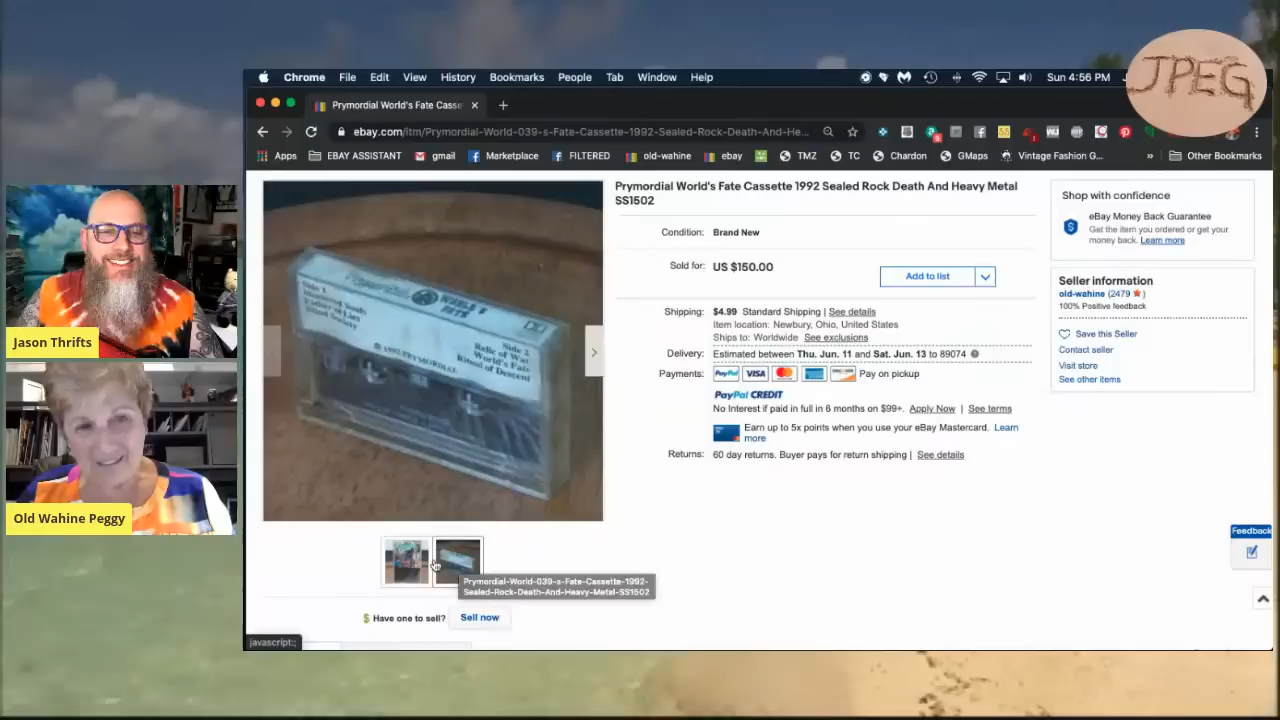 JPEG
Chrome File Edit View History Bookmarks People Tab Window Help
Sun 4:56 PM
Prymordial World's Fate Casse
ebay.com/itm/Prymordial-World-039-s-Fate-Cassette-1992-Sealed-Rock-Death-And-He...
Apps EBAY ASSISTANT gmail Marketplace FILTERED old-wahine ebay TMZ TC Chardon GMaps Vintage Fashion G... » Other Bookmarks
Prymordial World's Fate Cassette 1992 Sealed Rock Death And Heavy Metal
SS1502
Condition: Brand New
Sold for: US $150.00
Add to list
Shipping: $4.99 Standard Shipping | See details
Item location: Newbury, Ohio, United States
Ships to: Worldwide See exclusions
Delivery: Estimated between Thu. Jun. 11 and Sat. Jun. 13 to 89074
Payments: PayPal VISA Pay on pickup
PayPal CREDIT
No Interest if paid in full in 6 months on $99+. Apply Now | See terms
Earn up to 5x points when you use your eBay Mastercard. Learn
more
Returns: 60 day returns. Buyer pays for return shipping | See details
Shop with confidence
eBay Money Back Guarantee
Get the item you ordered or get your
money back. Learn more
Seller information
old-wahine (2479)
100% Positive feedback
Save this Seller
Contact seller
Visit store
See other items
Side 1
Society
WORLD'S
FATE
Side 2
Relic of War
World's Fate
Ritual of Descent
© 1992 PRYMORDIAL
Prymordial-World-039-s-Fate-Cassette-1992-
Sealed-Rock-Death-And-Heavy-Metal-SS1502
Have one to sell? Sell now
Feedback
javascript:;
Jason Thrifts
Old Wahine Peggy